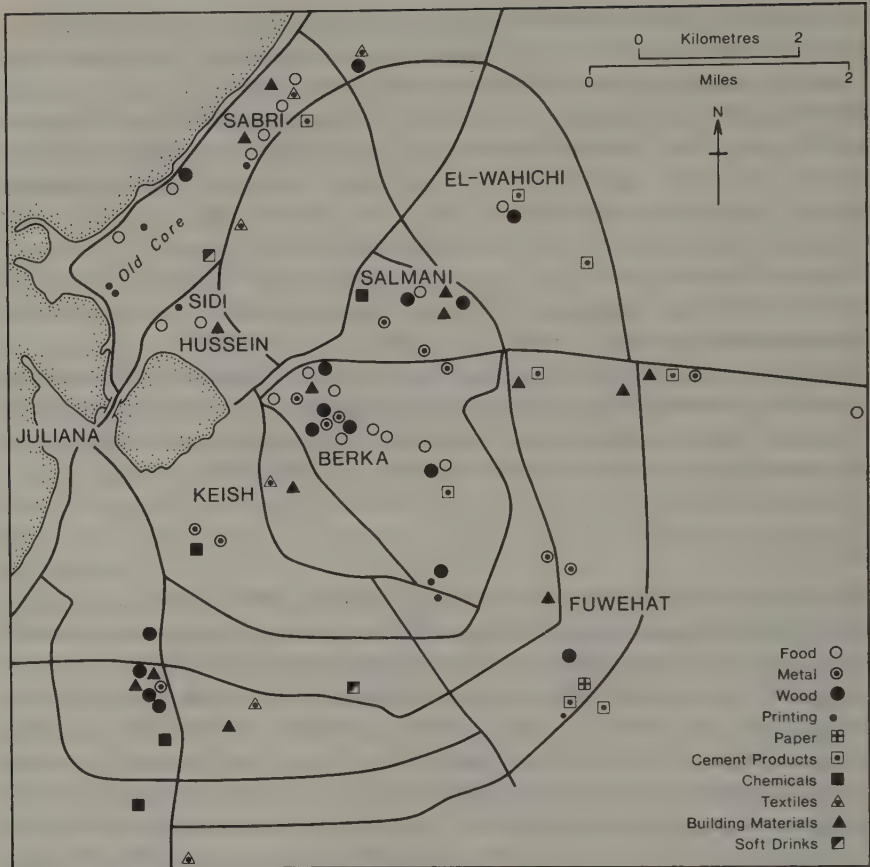 0 Kilometres 2
0 Miles 2
N
SABRI
EL-WAHICHI
Old Core
SALMANI
SIDI
HUSSEIN
JULIANA
BERKA
KEISH
FUWEHAT
Food
Metal
Wood
Printing
Paper
Cement Products
Chemicals
Textiles
Building Materials
Soft Drinks